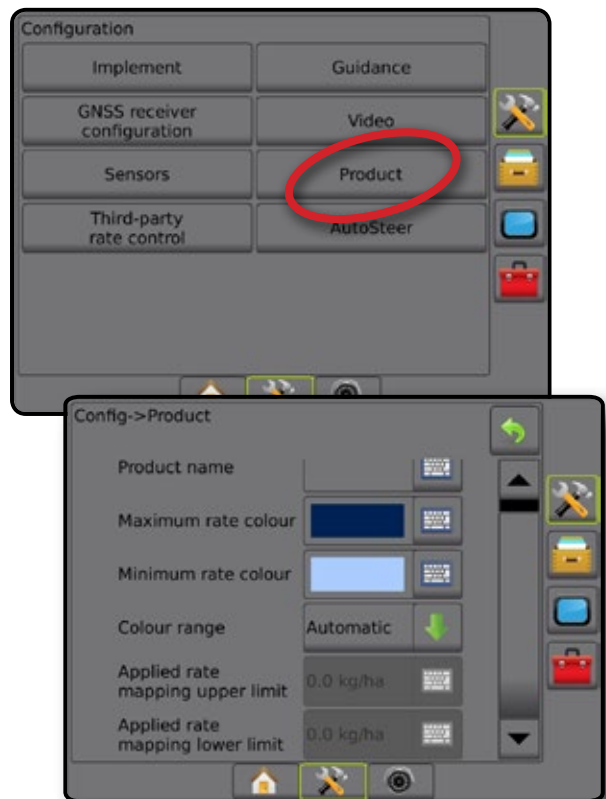 Configuration
Implement
Guidance
GNSS receiver
configuration
Video
Sensors
Product
Third-party
rate control
AutoSteer
Config->Product
Product name
Maximum rate colour
Minimum rate colour
Colour range
Automatic
Applied rate
mapping upper limit
0.0 kg/ha
Applied rate
mapping lower limit
0.0 kg/ha